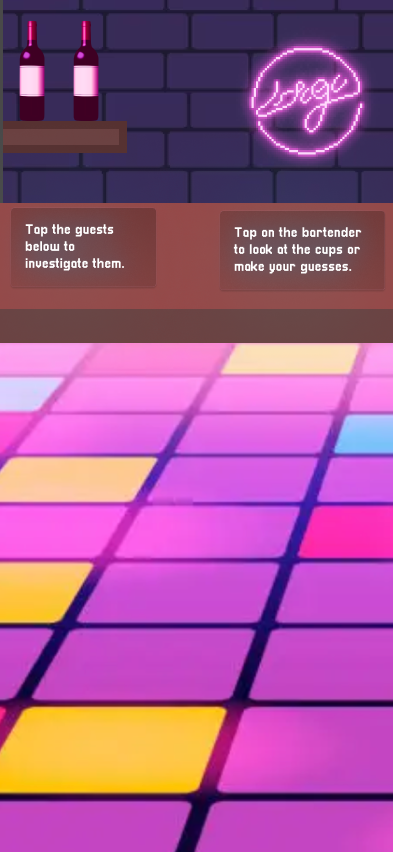 Tap the guests
below to
investigate them.
Tap on the bartender
to look at the cups or
make your guesses.